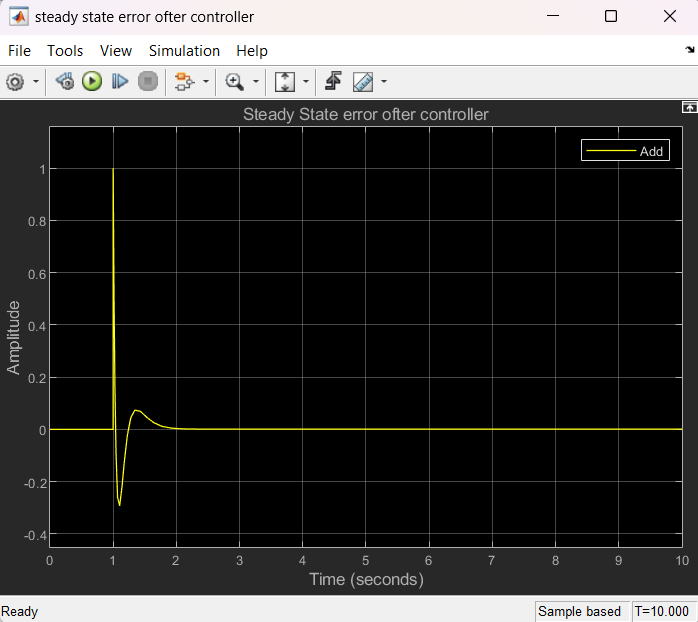 steady state error ofter controller
File Tools View Simulation Help
Steady State error ofter controller
Add
1
0.8
0.6
0.4
0.2
0
-0.2
-0.4
Amplitude
0 1 2 3 4 5 6 7 8 9 10
Time (seconds)
Ready
Sample based
T=10.000